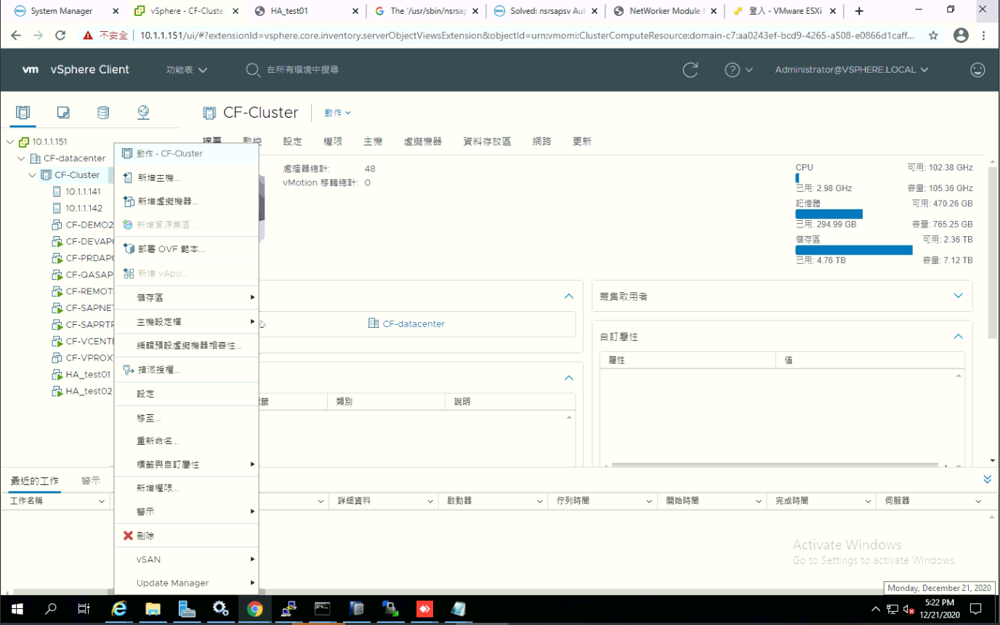 System Manager
vSphere - CF-Cluste
HA_test01
The '/usr/sbin/nsrsap
Solved: nsrsapsv Aut
NetWorker Module
登入 - VMware ESXi
不安全
10.1.1.151/ui/#?extensionId=vsphere.core.inventory.serverObjectViewsExtension&objectId=urn:vmomi:ClusterComputeResource:domain-c7:aa0243ef-bcd9-4265-a508-e0866d1caff...
vm vSphere Client
功能表
在所有環境中搜尋
Administrator@VSPHERE.LOCAL
CF-Cluster
動作
摘要 監控 設定 權限 主機 虛擬機器 資料存放區 網路 更新
10.1.1.151
CF-datacenter
CF-Cluster
10.1.1.141
10.1.1.142
CF-DEMO2
CF-DEVAP
CF-PRDAP
CF-QASAP
CF-REMOT
CF-SAPNE
CF-SAPRT
CF-VCENT
CF-VPROX
HA_test01
HA_test02
動作 - CF-Cluster
新增主機...
新增虛擬機器...
新增資源集區...
部署 OVF 範本...
新增 vApp...
儲存區
主機設定檔
編輯預設虛擬機器相容性...
指派授權...
設定
移至...
重新命名...
標籤與自訂屬性
新增權限...
警示
刪除
vSAN
Update Manager
處理器總計: 48
vMotion 移轉總計: 0
CPU 可用: 102.38 GHz
已用: 2.98 GHz 容量: 105.36 GHz
記憶體 可用: 470.26 GB
已用: 294.99 GB 容量: 765.25 GB
儲存區 可用: 2.36 TB
已用: 4.76 TB 容量: 7.12 TB
心 CF-datacenter
籤 類別 說明
叢集取用者
自訂屬性
屬性 值
最近的工作 警示
工作名稱 詳細資料 啟動器 佇列時間 開始時間 完成時間 伺服器
Activate Windows
Go to Settings to activate Windows.
Monday, December 21, 2020
5:22 PM
12/21/2020